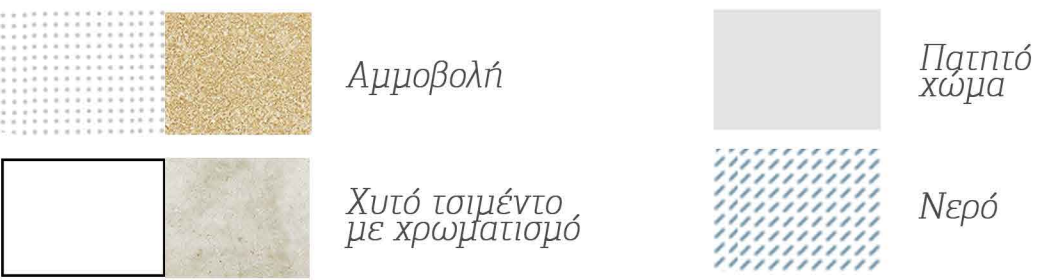 Αμμοβολή
Χυτό τσιμέντο
με χρωματισμό
Πατητό
χώμα
Νερό